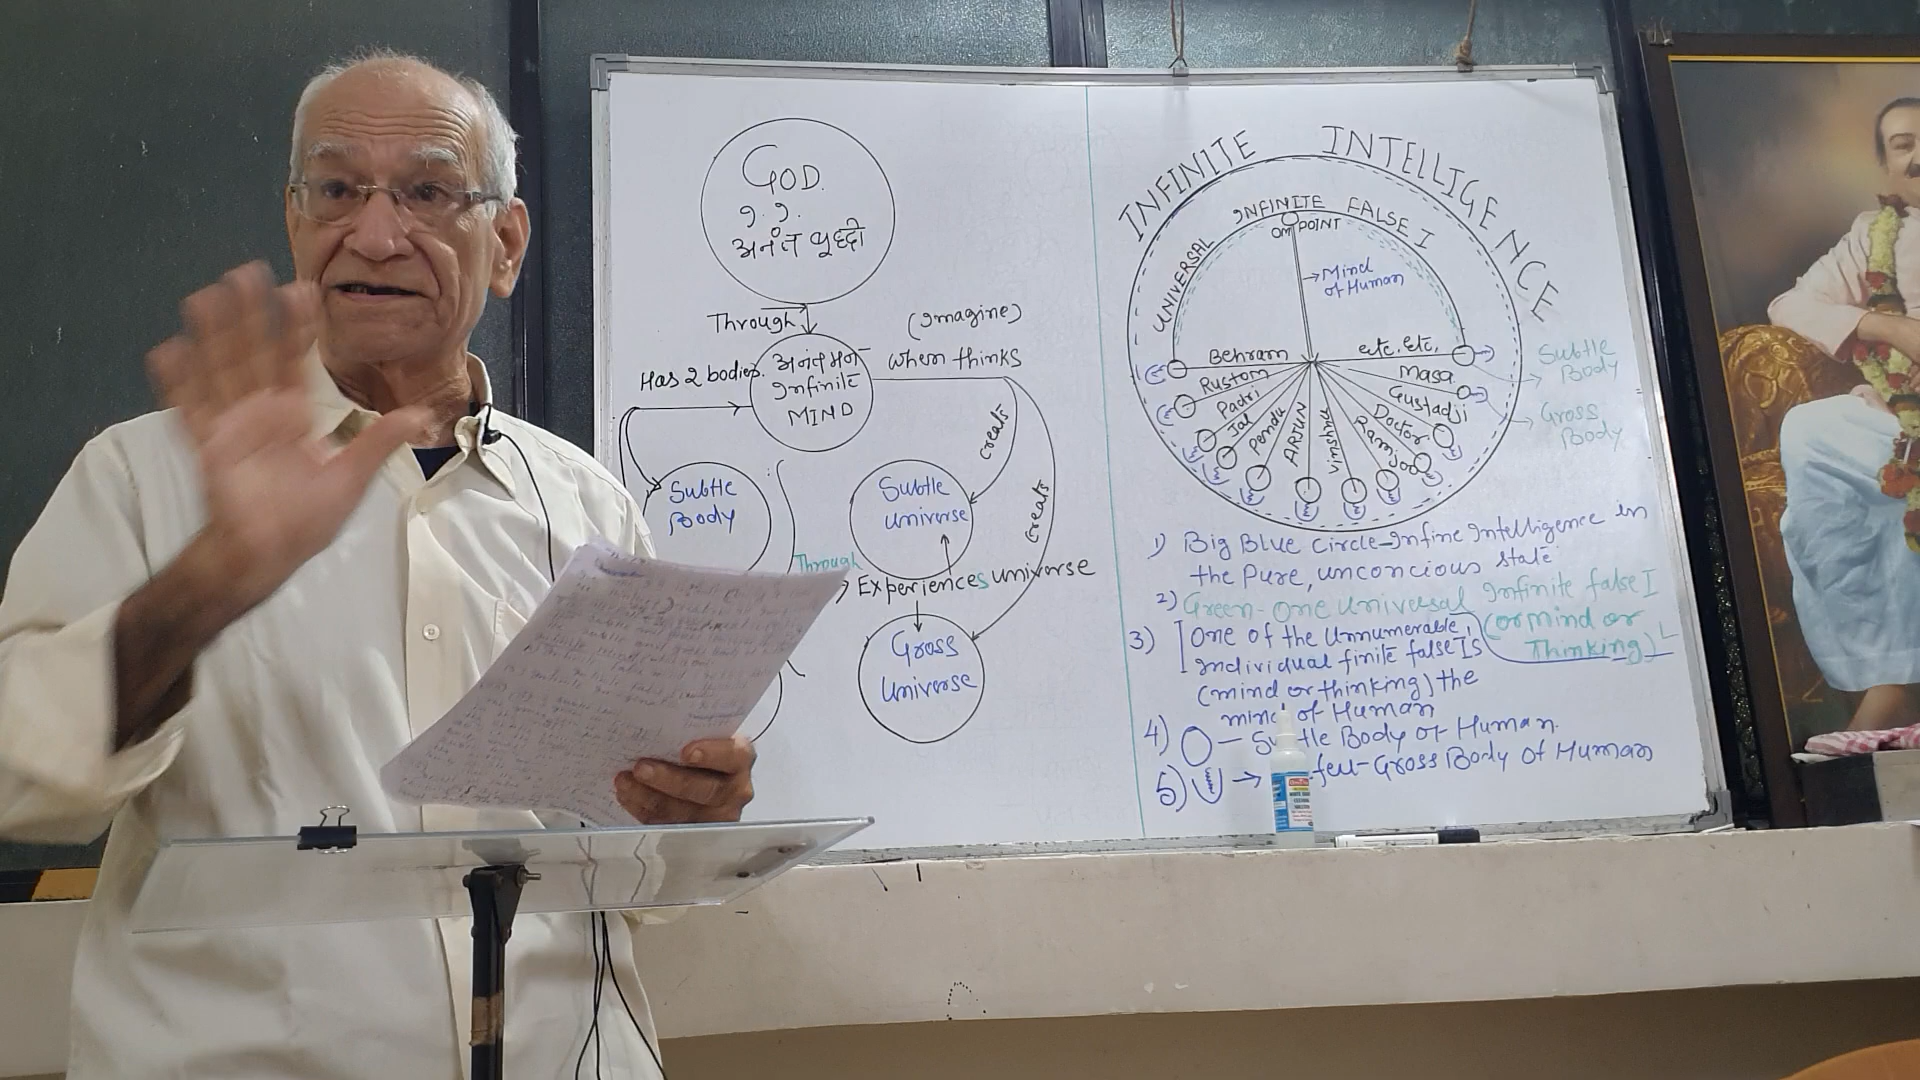 GOD.
I. I.
अनंत बुद्धी
Through
(Imagine)
Has 2 bodies.
अनंत मन
Infinite
MIND
when thinks
creats
creats
Subtle
Body
Subtle
universe
Through
Experiences universe
Gross
Universe
INFINITE INTELLIGENCE
UNIVERSAL INFINITE FALSE I
OM POINT
Mind
of Human
Behram
Rustom
Padri
Jal
Pendu
ARJUN
Vimshnu
Ramjoo
Doctor
Gustadji
Masa
etc. etc.
Subtle
Body
Gross
Body
1) Big Blue circle-Infine Intelligence in
the Pure, unconcious state
2) Green-One Universal Infinite false I
(or mind or
Thinking)
3) [One of the unnumerable,
Individual finite false Is
(mind or thinking) the
mind of Human
4) – Subtle Body of Human.
5) → Gross Body of Human